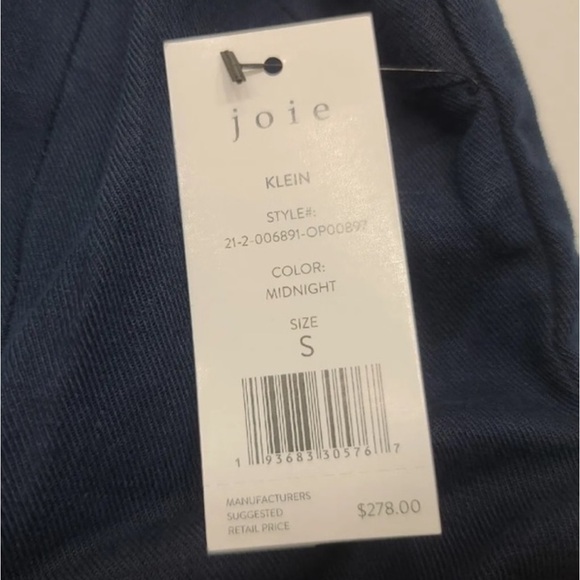 joie
KLEIN
STYLE#:
21-2-006891-OP00897
COLOR:
MIDNIGHT
SIZE
S
1 93683 30576 7
MANUFACTURERS
SUGGESTED
RETAIL PRICE
$278.00